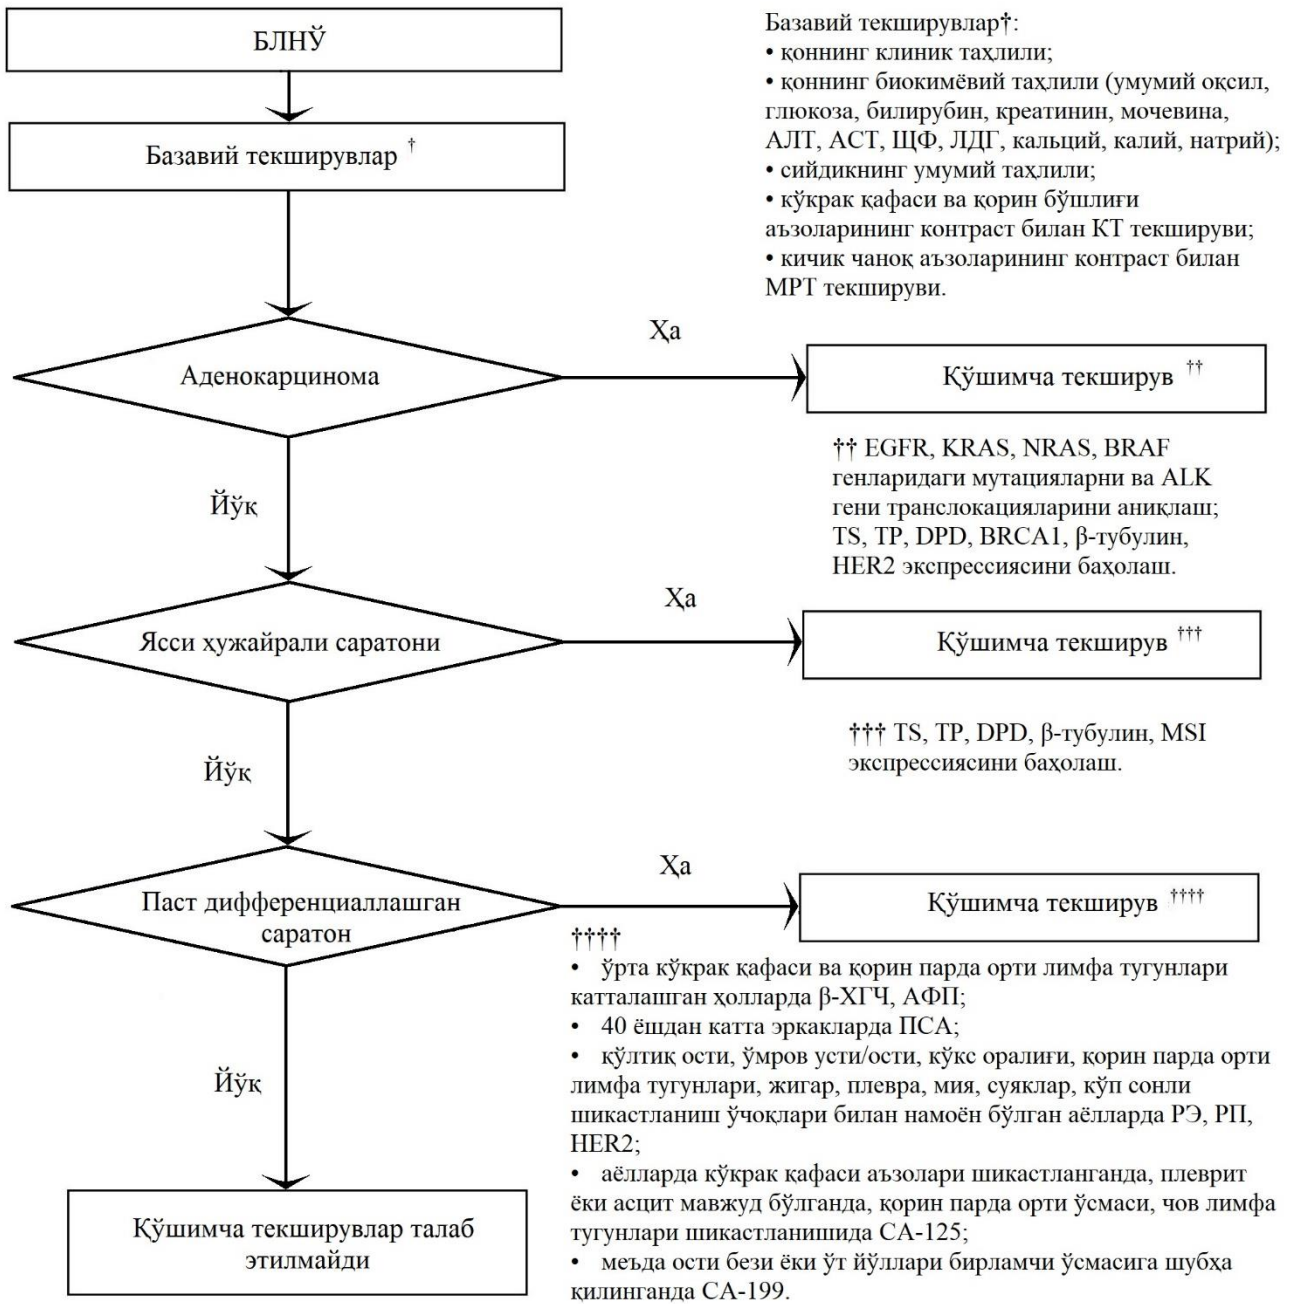 БЛНЎ
Базавий текширувлар †
Базавий текширувлар†:
• қоннинг клиник таҳлили;
• қоннинг биокимёвий таҳлили (умумий оқсил,
глюкоза, билирубин, креатинин, мочевина,
АЛТ, АСТ, ЩФ, ЛДГ, кальций, калий, натрий);
• сийдикнинг умумий таҳлили;
• кўкрак қафаси ва қорин бўшлиғи
аъзоларининг контраст билан КТ текшируви;
• кичик чаноқ аъзоларининг контраст билан
МРТ текшируви.
Аденокарцинома
Ҳа
Қўшимча текширув ††
†† EGFR, KRAS, NRAS, BRAF
генларидаги мутацияларни ва ALK
гени транслокацияларини аниқлаш;
TS, TP, DPD, BRCA1, β-тубулин,
HER2 экспрессиясини баҳолаш.
Йўқ
Ясси ҳужайрали саратони
Ҳа
Қўшимча текширув †††
††† TS, TP, DPD, β-тубулин, MSI
экспрессиясини баҳолаш.
Йўқ
Паст дифференциаллашган
саратон
Ҳа
Қўшимча текширув ††††
††††
• ўрта кўкрак қафаси ва қорин парда орти лимфа тугунлари
катталашган ҳолларда β-ХГЧ, АФП;
• 40 ёшдан катта эркакларда ПСА;
• қўлтиқ ости, ўмров усти/ости, кўкс оралиғи, қорин парда орти
лимфа тугунлари, жигар, плевра, мия, суяклар, кўп сонли
шикастланиш ўчоқлари билан намоён бўлган аёлларда РЭ, РП,
HER2;
• аёлларда кўкрак қафаси аъзолари шикастланганда, плеврит
ёки асцит мавжуд бўлганда, қорин парда орти ўсмаси, чов лимфа
тугунлари шикастланишида СА-125;
• меъда ости бези ёки ўт йўллари бирламчи ўсмасига шубҳа
қилинганда СА-199.
Йўқ
Қўшимча текширувлар талаб
этилмайди